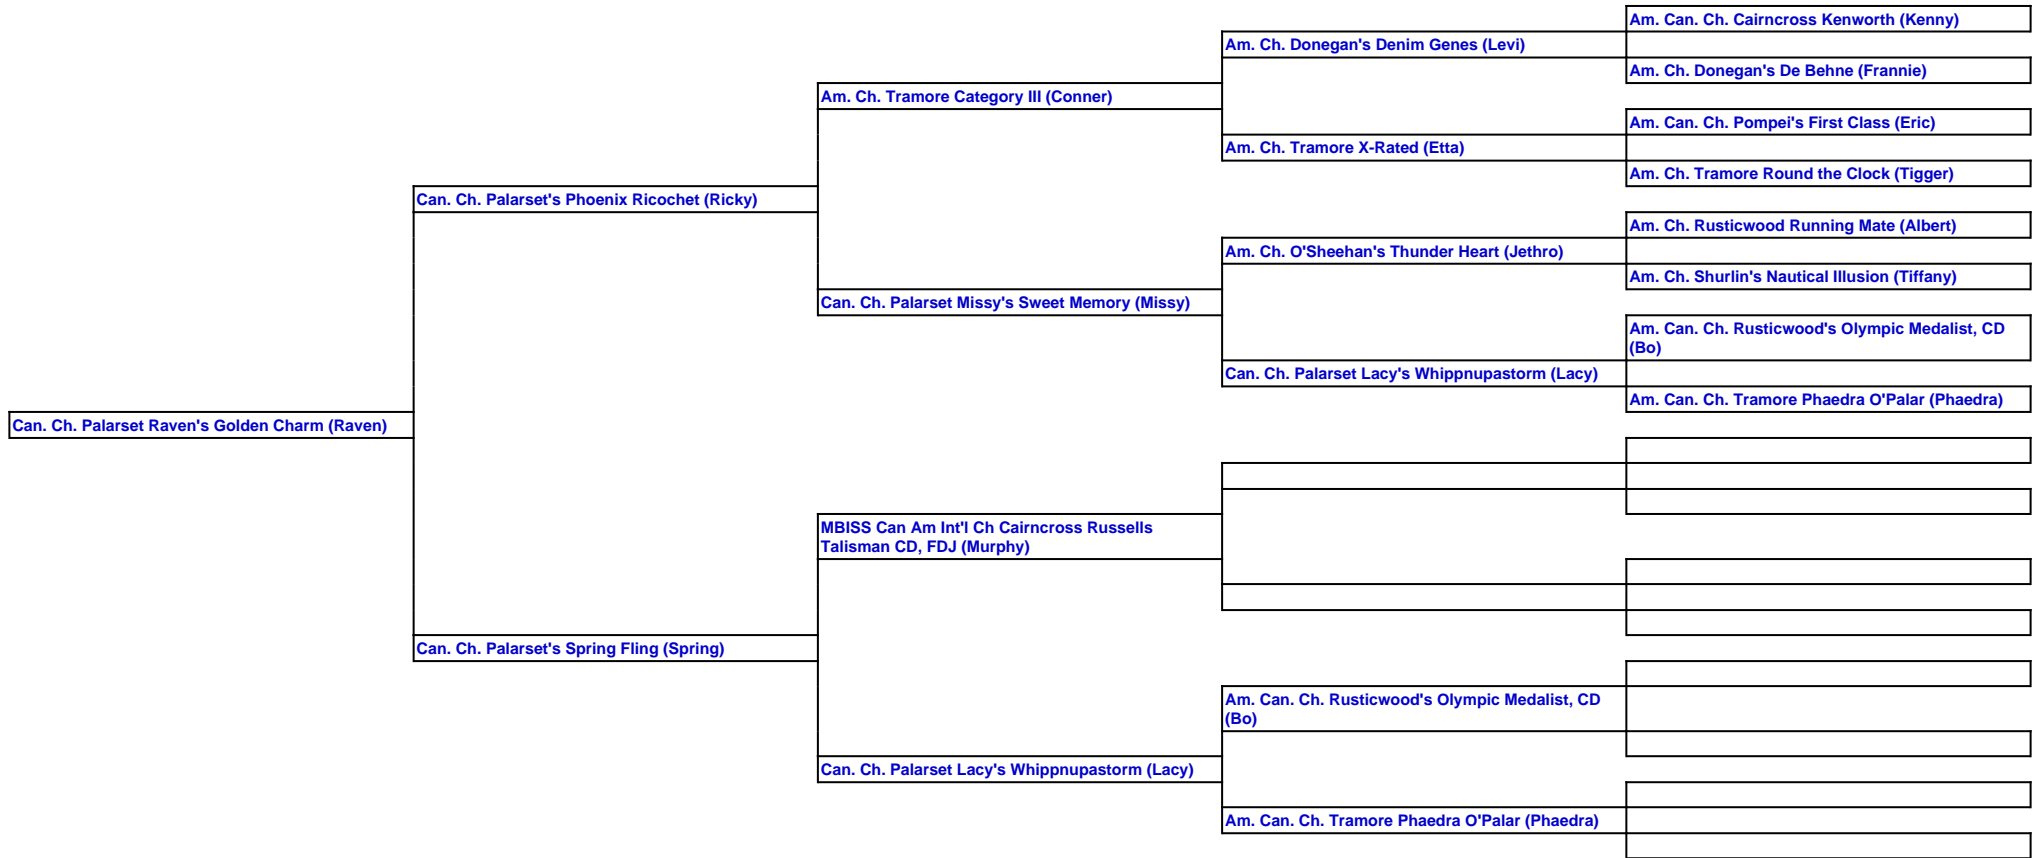 Am. Can. Ch. Cairncross Kenworth (Kenny)
Am. Ch. Donegan's Denim Genes (Levi)
Am. Ch. Donegan's De Behne (Frannie)
Am. Ch. Tramore Category III (Conner)
Am. Can. Ch. Pompei's First Class (Eric)
Am. Ch. Tramore X-Rated (Etta)
Am. Ch. Tramore Round the Clock (Tigger)
Can. Ch. Palarset's Phoenix Ricochet (Ricky)
Am. Ch. Rusticwood Running Mate (Albert)
Am. Ch. O'Sheehan's Thunder Heart (Jethro)
Am. Ch. Shurlin's Nautical Illusion (Tiffany)
Can. Ch. Palarset Missy's Sweet Memory (Missy)
Am. Can. Ch. Rusticwood's Olympic Medalist, CD
(Bo)
Can. Ch. Palarset Lacy's Whippnupastorm (Lacy)
Am. Can. Ch. Tramore Phaedra O'Palar (Phaedra)
Can. Ch. Palarset Raven's Golden Charm (Raven)
MBISS Can Am Int'l Ch Cairncross Russells
Talisman CD, FDJ (Murphy)
Can. Ch. Palarset's Spring Fling (Spring)
Am. Can. Ch. Rusticwood's Olympic Medalist, CD
(Bo)
Can. Ch. Palarset Lacy's Whippnupastorm (Lacy)
Am. Can. Ch. Tramore Phaedra O'Palar (Phaedra)